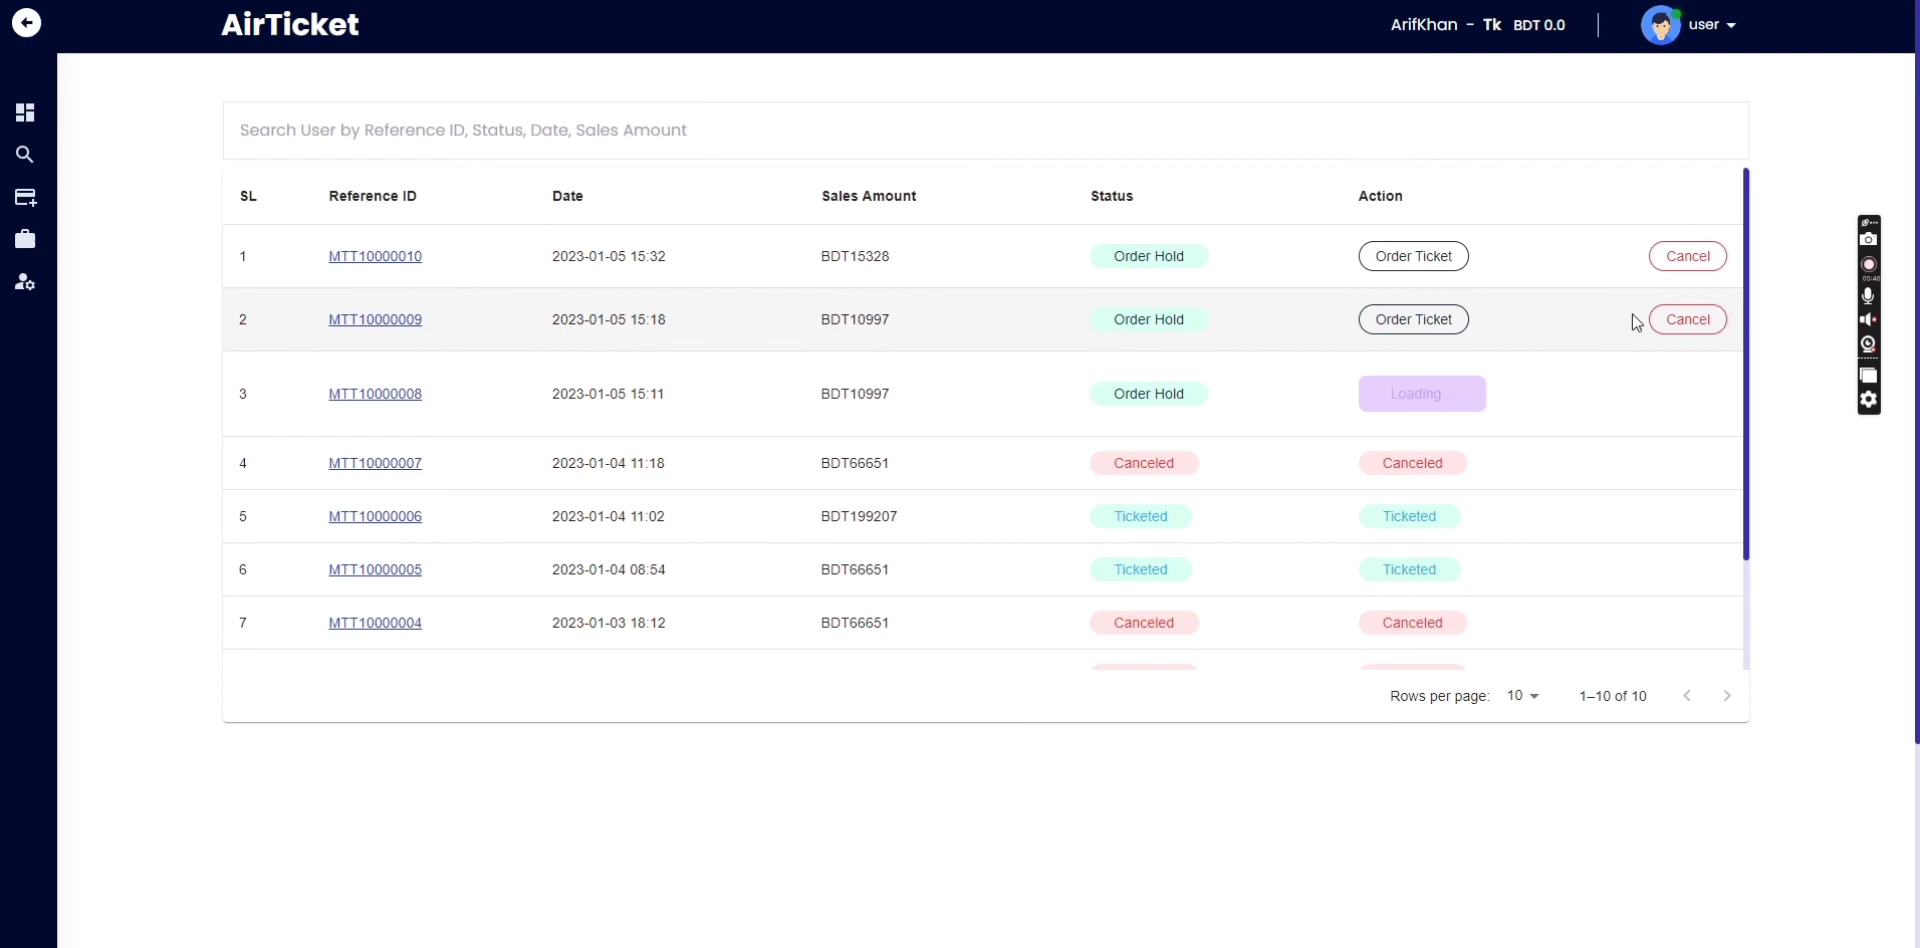 AirTicket
ArifKhan - Tk BDT 0.0
user
Search User by Reference ID, Status, Date, Sales Amount
SL Reference ID Date Sales Amount Status Action
1 MTT10000010 2023-01-05 15:32 BDT15328 Order Hold Order Ticket Cancel
2 MTT10000009 2023-01-05 15:18 BDT10997 Order Hold Order Ticket Cancel
3 MTT10000008 2023-01-05 15:11 BDT10997 Order Hold Loading...
4 MTT10000007 2023-01-04 11:18 BDT66651 Canceled Canceled
5 MTT10000006 2023-01-04 11:02 BDT199207 Ticketed Ticketed
6 MTT10000005 2023-01-04 08:54 BDT66651 Ticketed Ticketed
7 MTT10000004 2023-01-03 18:12 BDT66651 Canceled Canceled
Rows per page: 10 1–10 of 10